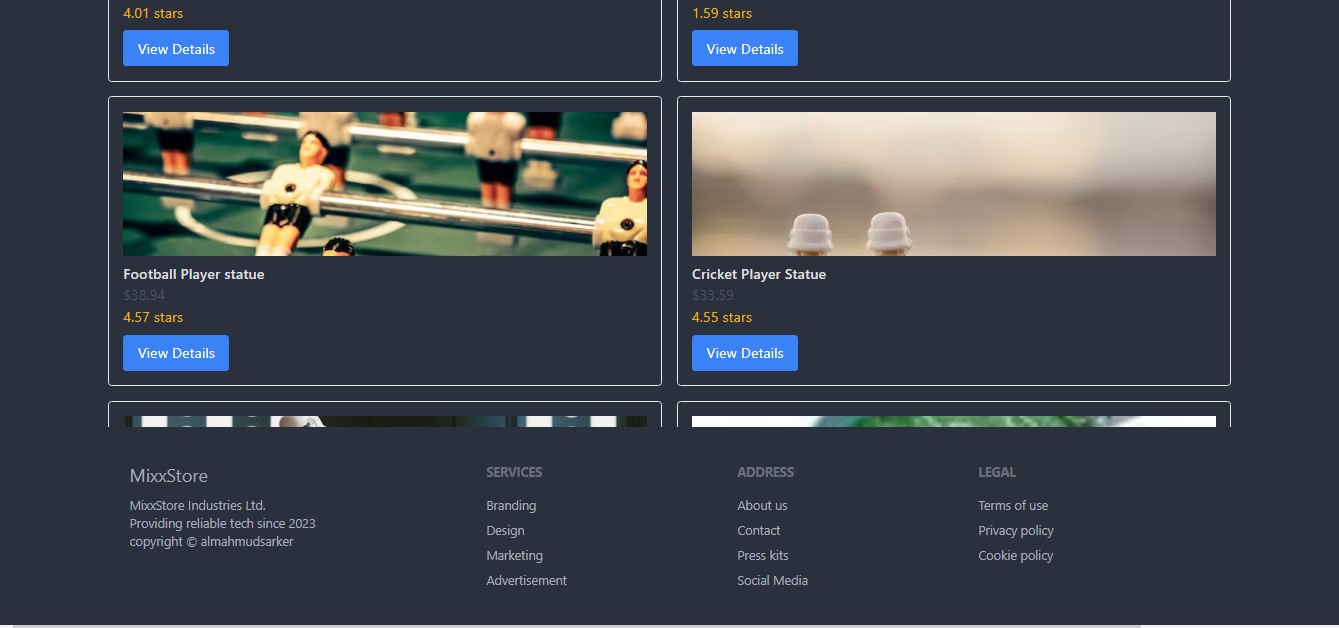 4.01 stars
1.59 stars
View Details
View Details
Football Player statue
Cricket Player Statue
$38.94
$33.59
4.57 stars
4.55 stars
View Details
View Details
MixxStore
MixxStore Industries Ltd.
Providing reliable tech since 2023
copyright © almahmudsarker
SERVICES
Branding
Design
Marketing
Advertisement
ADDRESS
About us
Contact
Press kits
Social Media
LEGAL
Terms of use
Privacy policy
Cookie policy